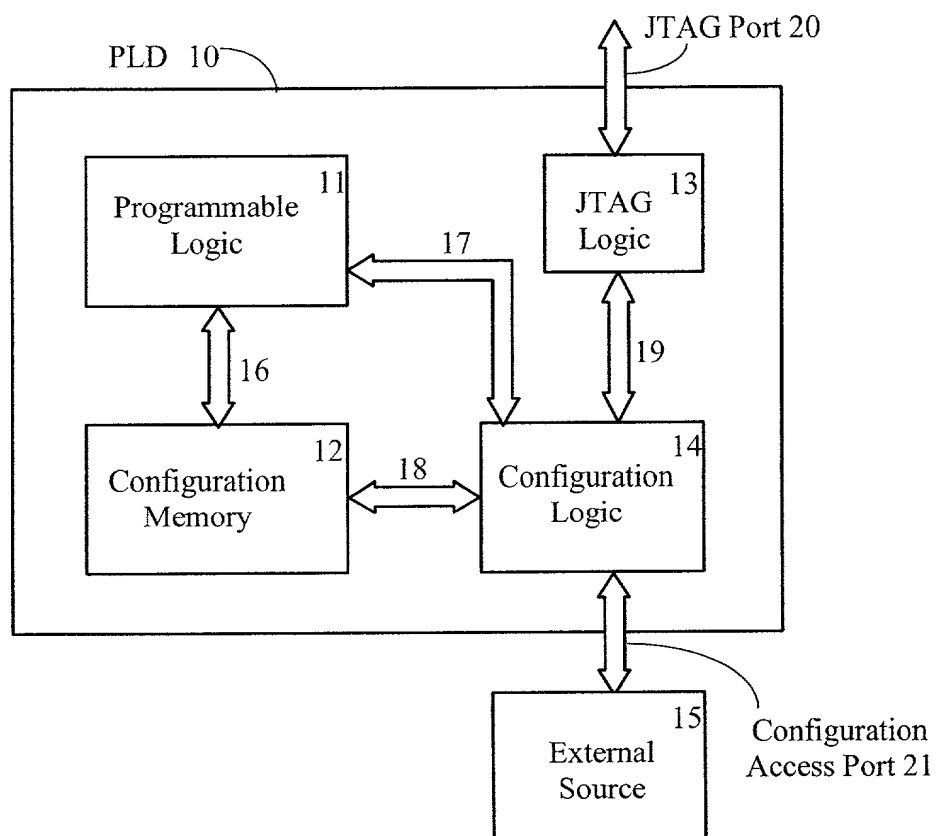 JTAG Port 20
PLD 10
11
Programmable
Logic
13
JTAG
Logic
17
16
19
12
Configuration
Memory
18
14
Configuration
Logic
15
External
Source
Configuration
Access Port 21